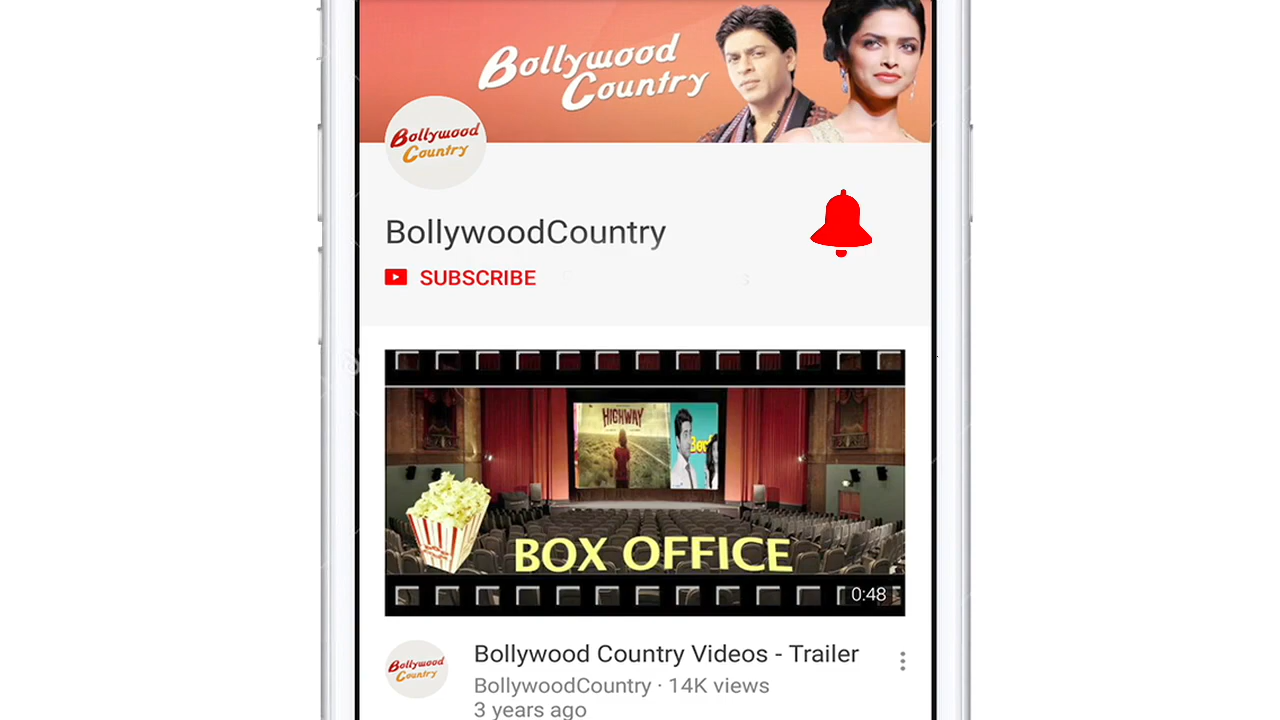 Bollywood
Country
Bollywood
Country
BollywoodCountry
SUBSCRIBE
HIGHWAY
BOX OFFICE
0:48
Bollywood
Country
Bollywood Country Videos - Trailer
BollywoodCountry · 14K views
3 years ago